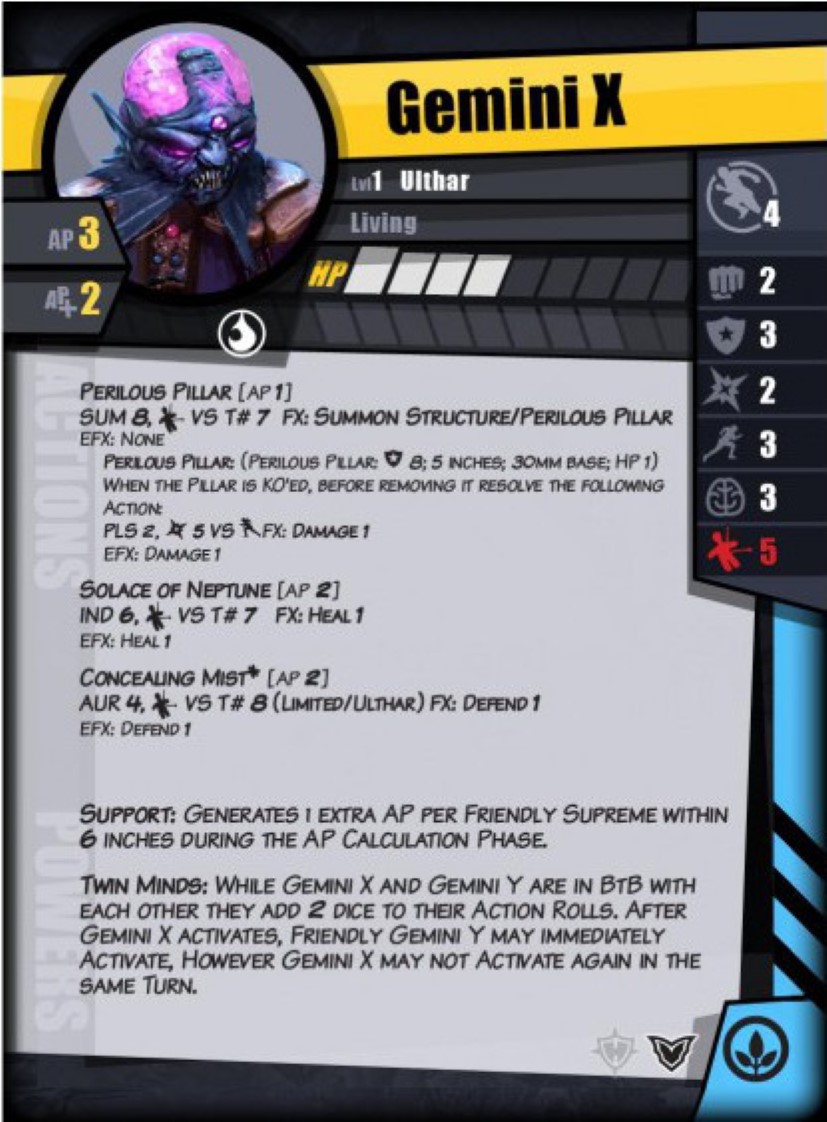 Gemini X
Lvl1 Ulthar
Living
AP 3
AP+ 2
HP
4
2
3
2
3
3
5
ACTIONS
PERILOUS PILLAR [AP 1]
SUM 8, VS T# 7 FX: SUMMON STRUCTURE/PERILOUS PILLAR
EFX: NONE
PERILOUS PILLAR: (PERILOUS PILLAR: 8; 5 INCHES; 30MM BASE; HP 1)
WHEN THE PILLAR IS KO'ED, BEFORE REMOVING IT RESOLVE THE FOLLOWING
ACTION:
PLS 2, 5 VS FX: DAMAGE 1
EFX: DAMAGE 1
SOLACE OF NEPTUNE [AP 2]
IND 6, VS T# 7 FX: HEAL 1
EFX: HEAL 1
CONCEALING MIST* [AP 2]
AUR 4, VS T# 8 (LIMITED/ULTHAR) FX: DEFEND 1
EFX: DEFEND 1
POWERS
SUPPORT: GENERATES 1 EXTRA AP PER FRIENDLY SUPREME WITHIN
6 INCHES DURING THE AP CALCULATION PHASE.
TWIN MINDS: WHILE GEMINI X AND GEMINI Y ARE IN BTB WITH
EACH OTHER THEY ADD 2 DICE TO THEIR ACTION ROLLS. AFTER
GEMINI X ACTIVATES, FRIENDLY GEMINI Y MAY IMMEDIATELY
ACTIVATE, HOWEVER GEMINI X MAY NOT ACTIVATE AGAIN IN THE
SAME TURN.